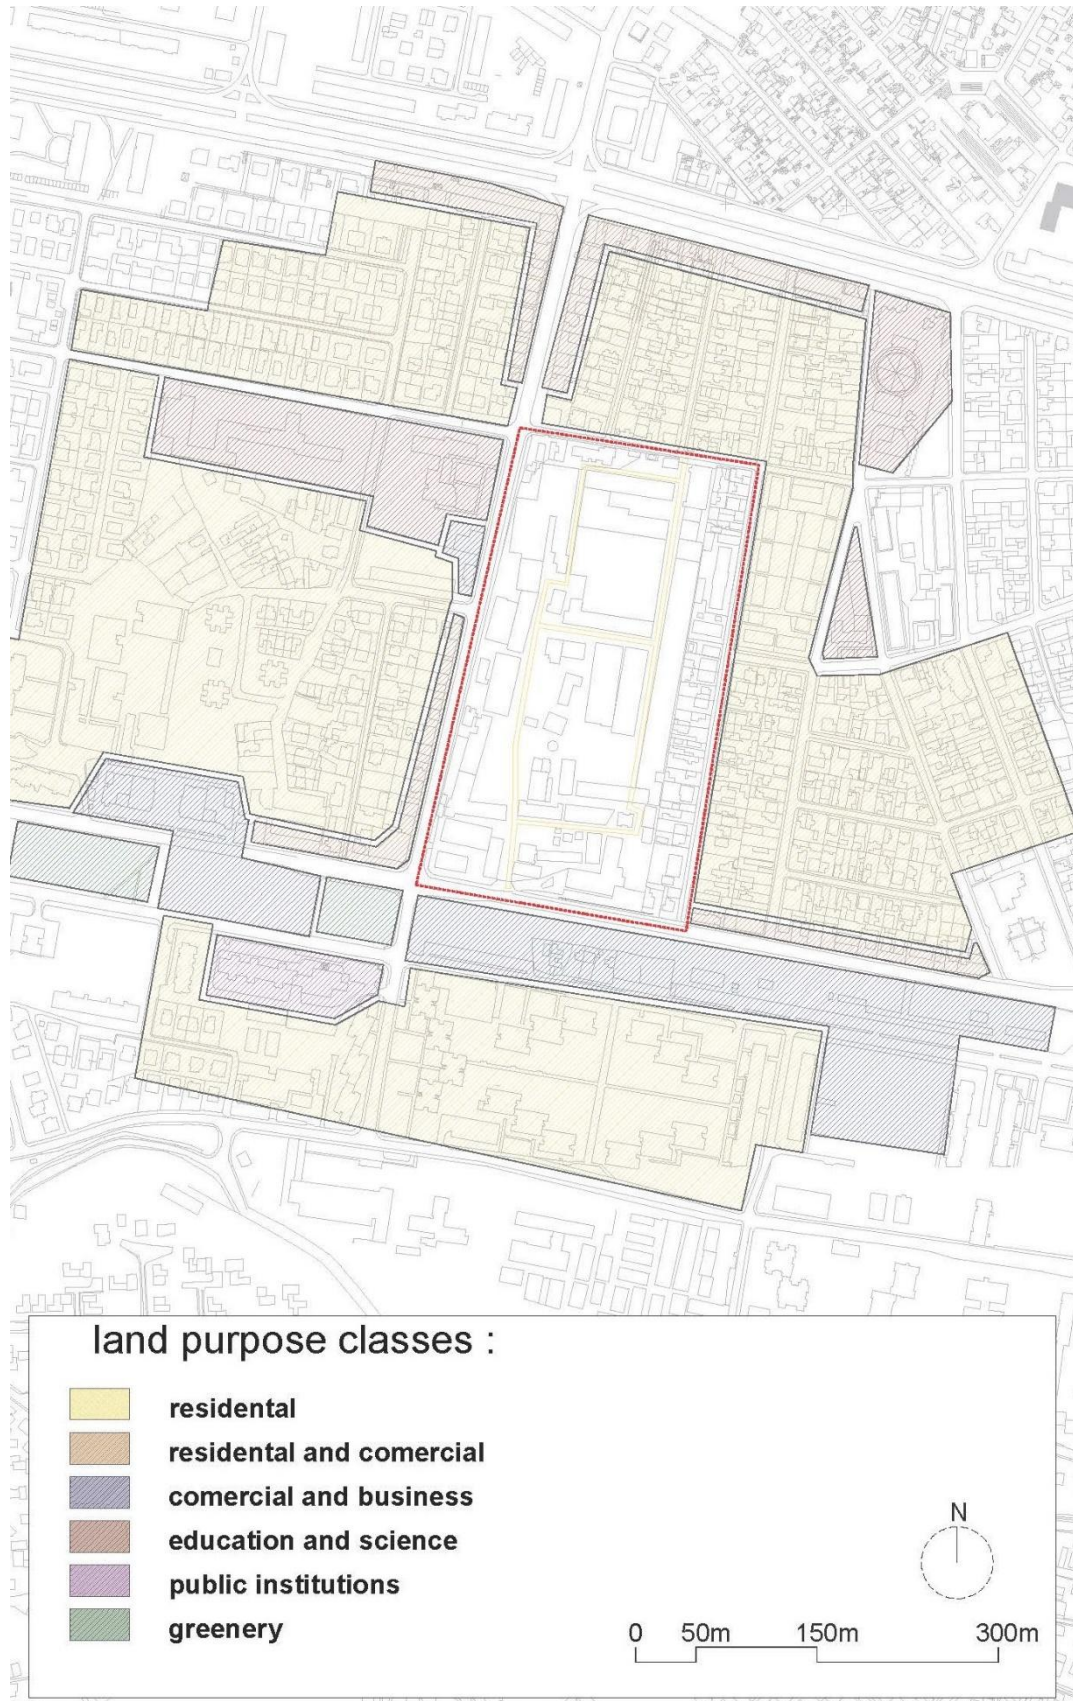 land purpose classes :
residental
residental and comercial
comercial and business
education and science
public institutions
greenery
N
0 50m 150m 300m